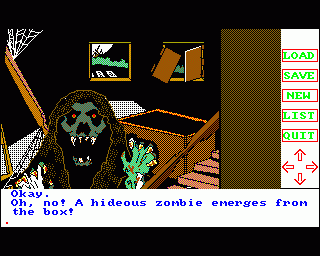 LOAD
SAVE
NEW
LIST
QUIT
Okay.
Oh, no! A hideous zombie emerges from
the box!